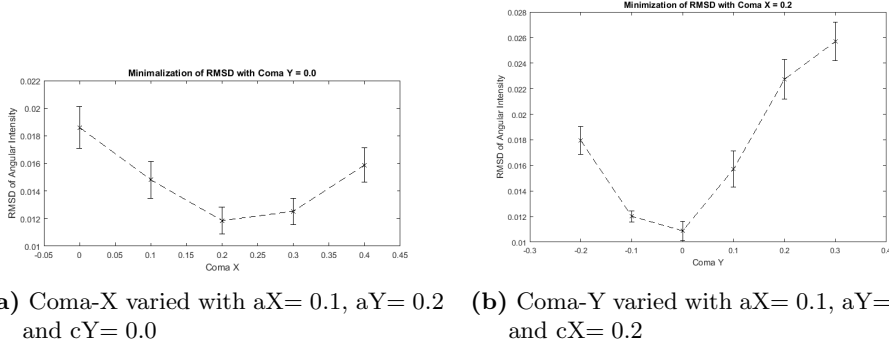 Minimalization of RMSD with Coma Y = 0.0
0.022
0.02
0.018
0.016
0.014
0.012
0.01
RMSD of Angular Intensity
-0.05 0 0.05 0.1 0.15 0.2 0.25 0.3 0.35 0.4 0.45
Coma X
a) Coma-X varied with aX= 0.1, aY= 0.2
and cY= 0.0
Minimization of RMSD with Coma X = 0.2
0.028
0.026
0.024
0.022
0.02
0.018
0.016
0.014
0.012
0.01
RMSD of Angular Intensity
-0.3 -0.2 -0.1 0 0.1 0.2 0.3 0.4
Coma Y
(b) Coma-Y varied with aX= 0.1, aY=
and cX= 0.2